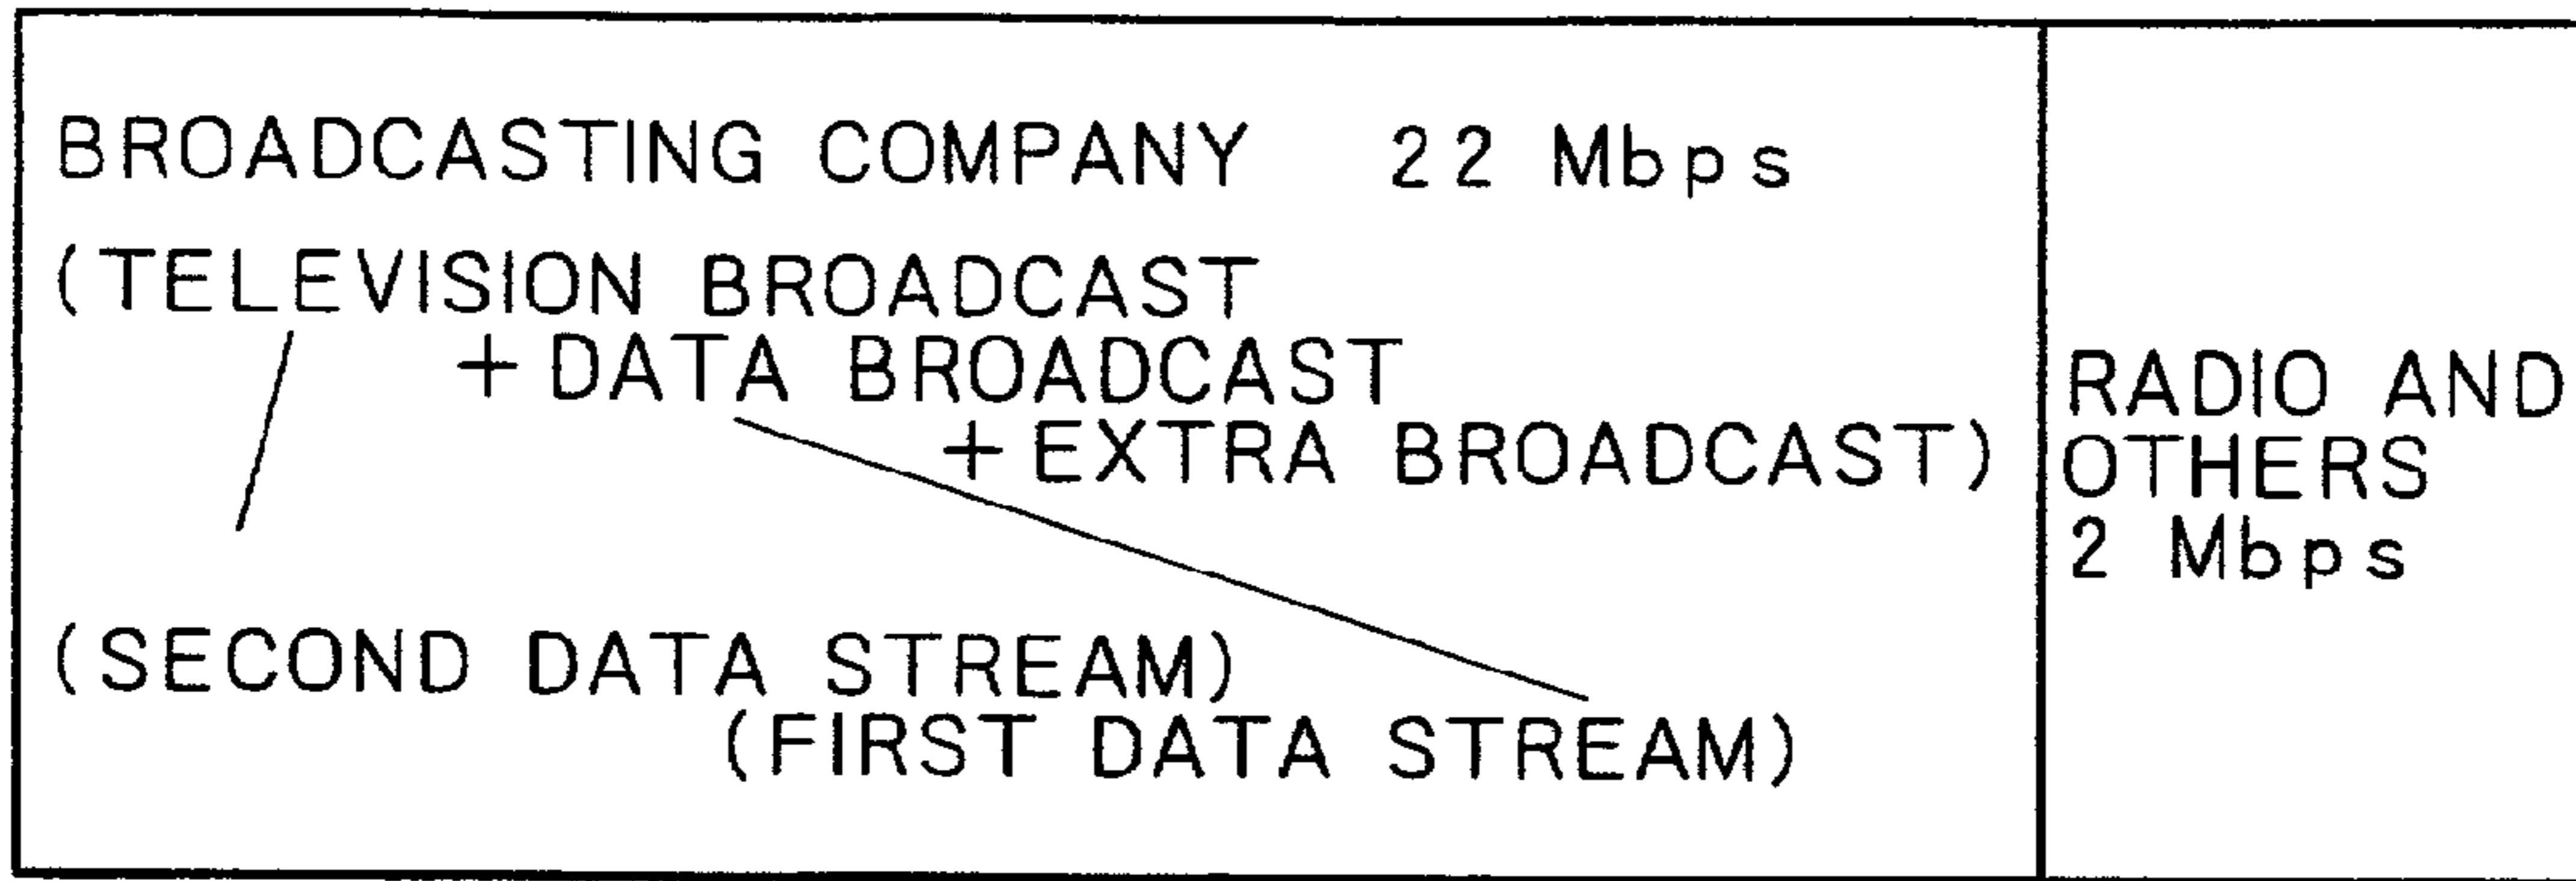 BROADCASTING COMPANY 22 Mbps
(TELEVISION BROADCAST
+ DATA BROADCAST
+ EXTRA BROADCAST)
(SECOND DATA STREAM)
(FIRST DATA STREAM)
RADIO AND
OTHERS
2 Mbps